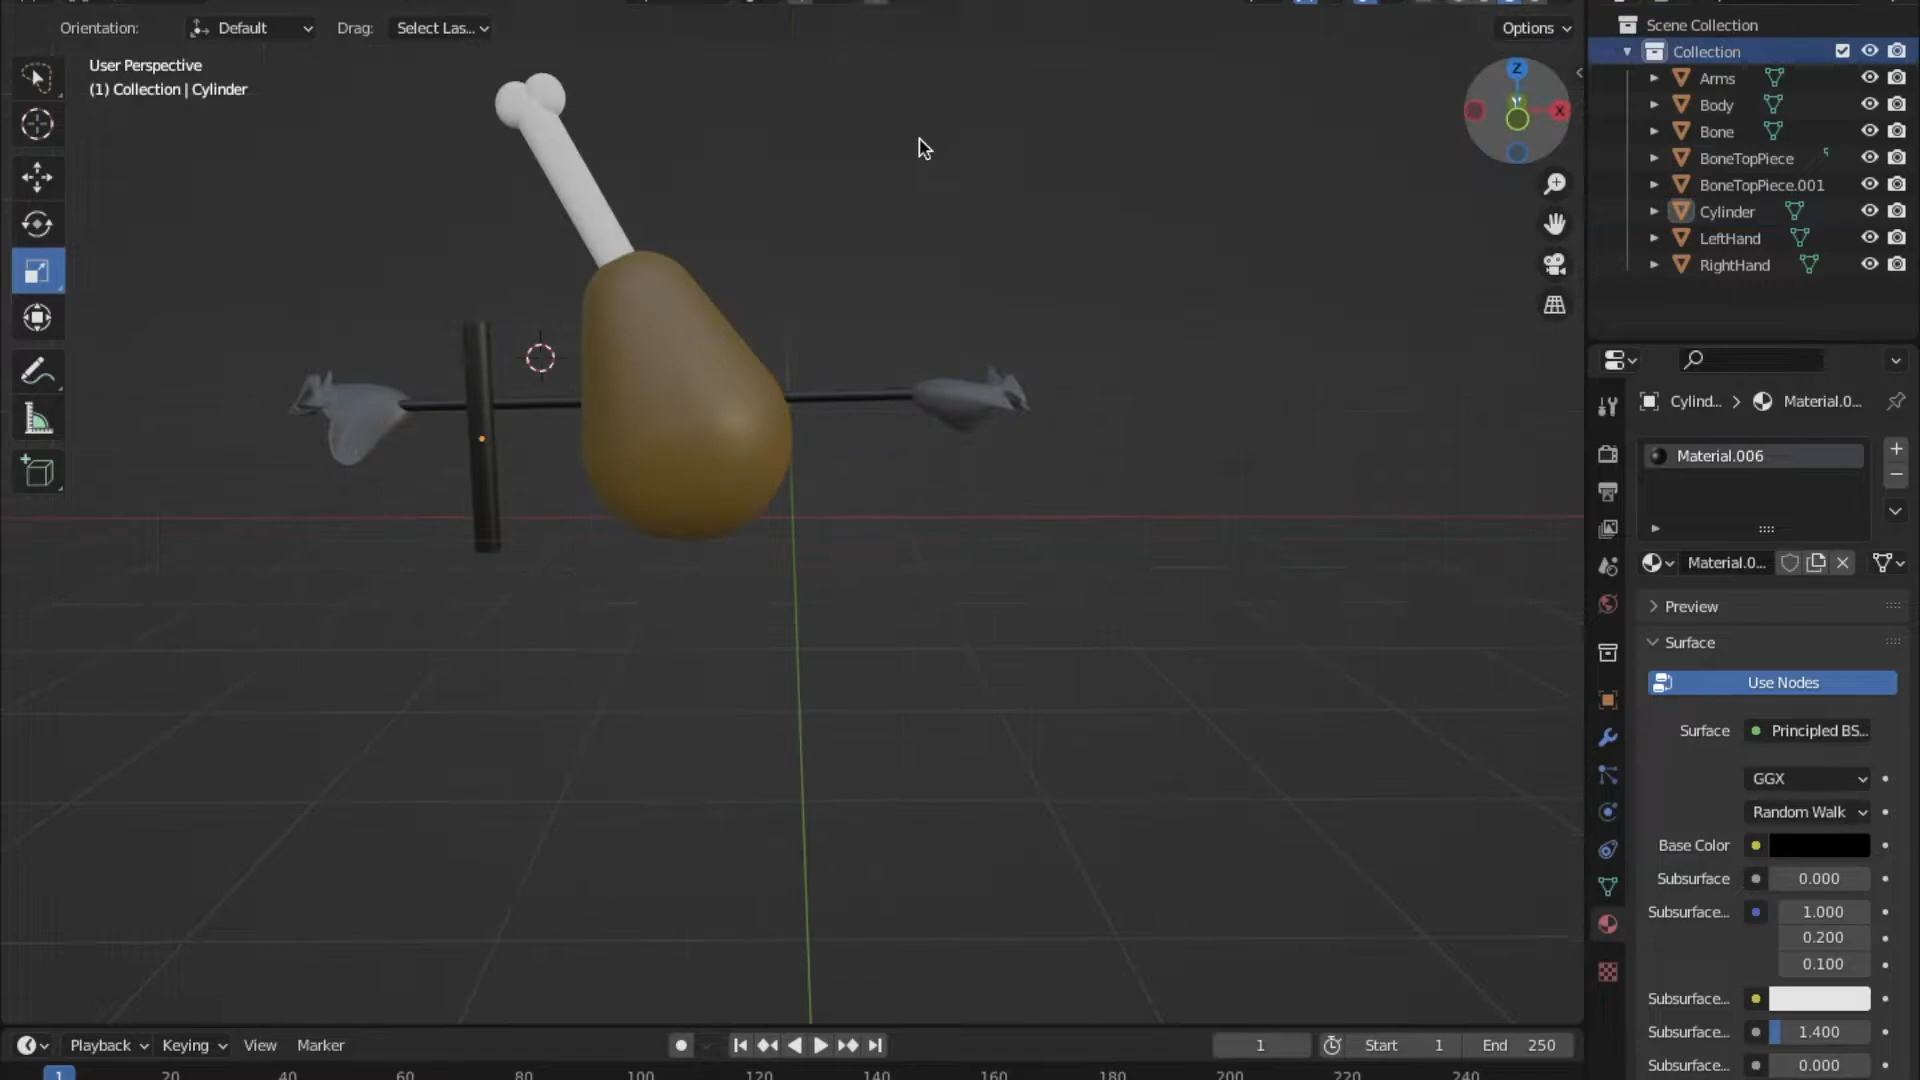 Orientation: Default Drag: Select Las... Options
User Perspective
(1) Collection | Cylinder
Z
Y
X
Scene Collection
Collection
Arms
Body
Bone
BoneTopPiece
BoneTopPiece.001
Cylinder
LeftHand
RightHand
Cylind... > Material.0...
Material.006
Material.0...
Preview
Surface
Use Nodes
Surface Principled BS...
GGX
Random Walk
Base Color
Subsurface 0.000
Subsurface... 1.000
0.200
0.100
Subsurface...
Subsurface... 1.400
Subsurface... 0.000
Playback Keying View Marker 1 Start 1 End 250
1 20 40 60 80 100 120 140 160 180 200 220 240